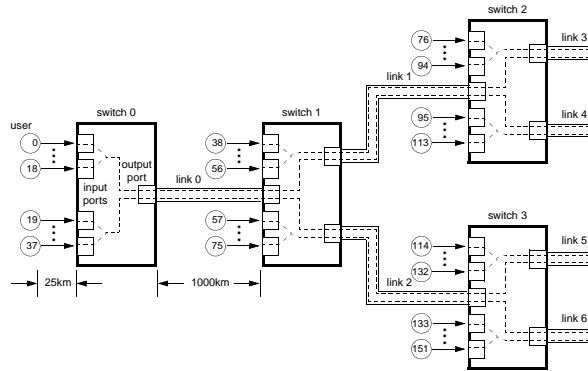 switch 2
76
94
95
113
link 3
link 4
link 1
user
switch 0
0
18
19
37
input
ports
output
port
link 0
switch 1
38
56
57
75
25km
1000km
link 2
switch 3
114
132
133
151
link 5
link 6